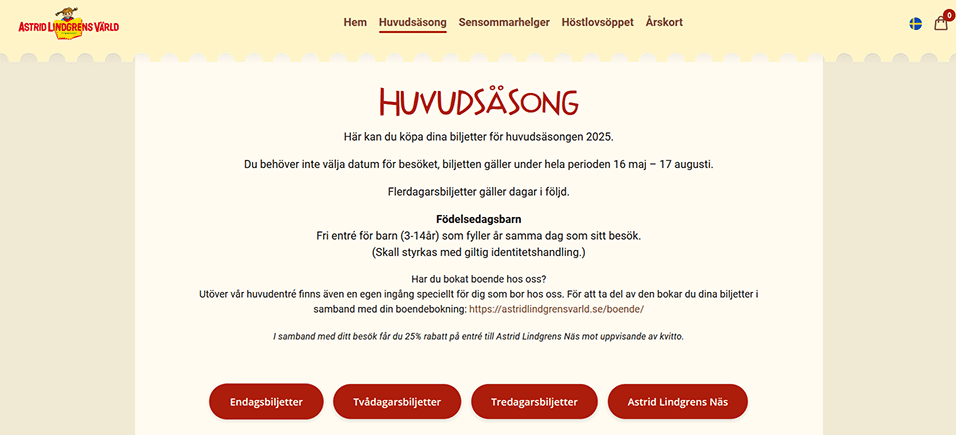 ASTRID LINDGRENS VÄRLD
Hem Huvudsäsong Sensommarhelger Höstlovsöppet Årskort
0
HUVUDSÄSONG
Här kan du köpa dina biljetter för huvudsäsongen 2025.
Du behöver inte välja datum för besöket, biljetten gäller under hela perioden 16 maj – 17 augusti.
Flerdagarsbiljetter gäller dagar i följd.
Födelsedagsbarn
Fri entré för barn (3-14år) som fyller år samma dag som sitt besök.
(Skall styrkas med giltig identitetshandling.)
Har du bokat boende hos oss?
Utöver vår huvudentré finns även en egen ingång speciellt för dig som bor hos oss. För att ta del av den bokar du dina biljetter i
samband med din boendebokning: https://astridlindgrensvarld.se/boende/
I samband med ditt besök får du 25% rabatt på entré till Astrid Lindgrens Näs mot uppvisande av kvitto.
Endagsbiljetter Tvådagarsbiljetter Tredagarsbiljetter Astrid Lindgrens Näs